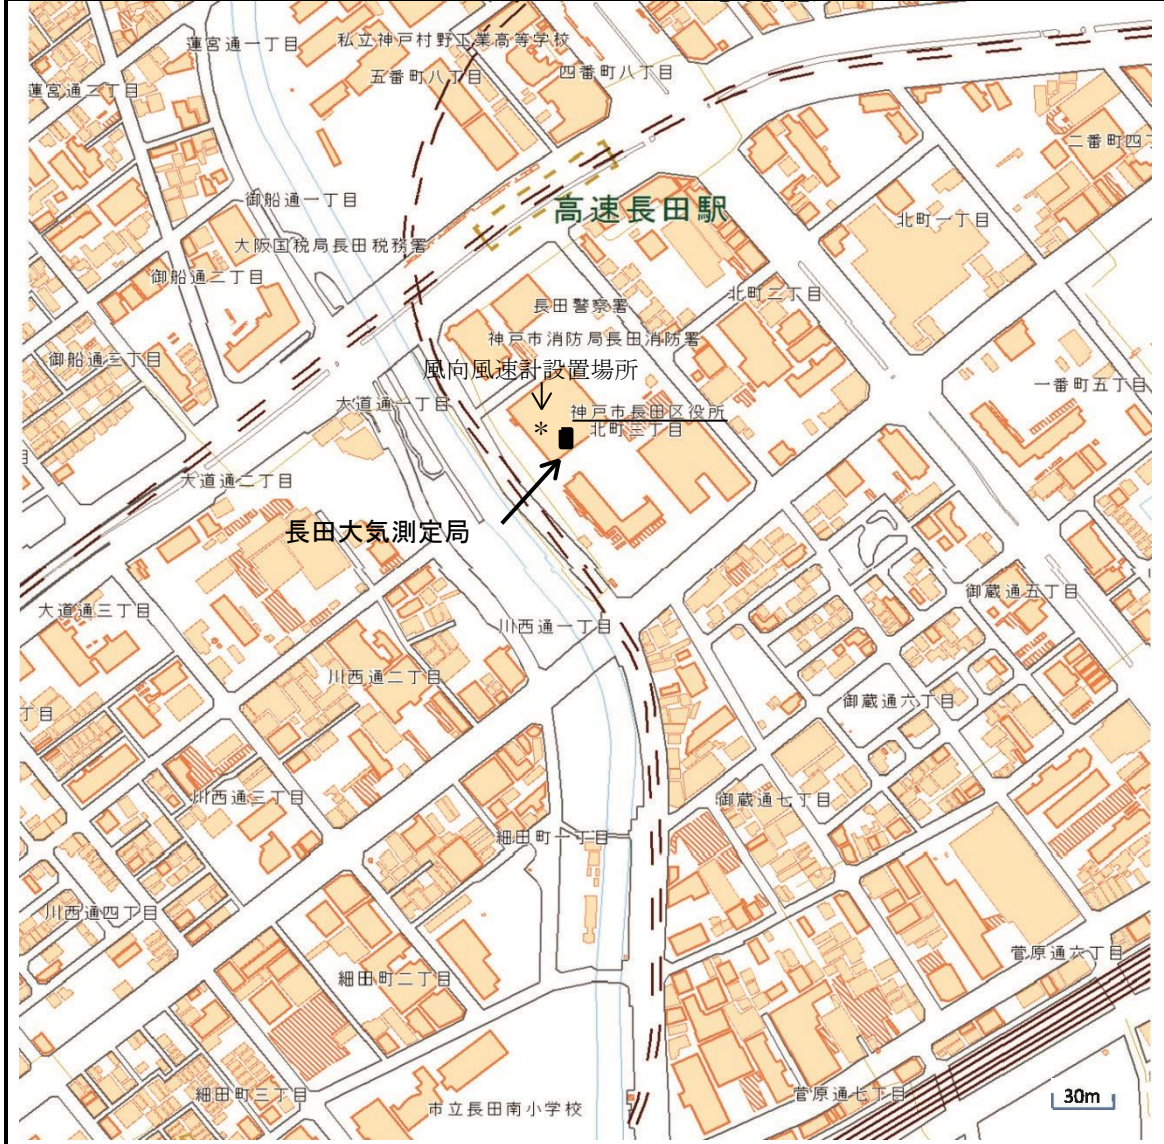 蓮宮通一丁目
私立神戸村野工業高等学校
五番町八丁目
四番町八丁目
蓮宮通二丁目
二番町四丁
御船通一丁目
高速長田駅
北町一丁目
大阪国税局長田税務署
御船通二丁目
北町二丁目
長田警察署
神戸市消防局長田消防署
御船通三丁目
風向風速計設置場所
一番町五丁目
大道通一丁目
神戸市長田区役所
*
北町三丁目
大道通二丁目
長田大気測定局
大道通三丁目
御蔵通五丁目
川西通一丁目
川西通二丁目
御蔵通六丁目
丁目
川西通三丁目
御蔵通七丁目
細田町一丁目
川西通四丁目
細田町二丁目
菅原通六丁目
細田町三丁目
菅原通七丁目
30m
市立長田南小学校